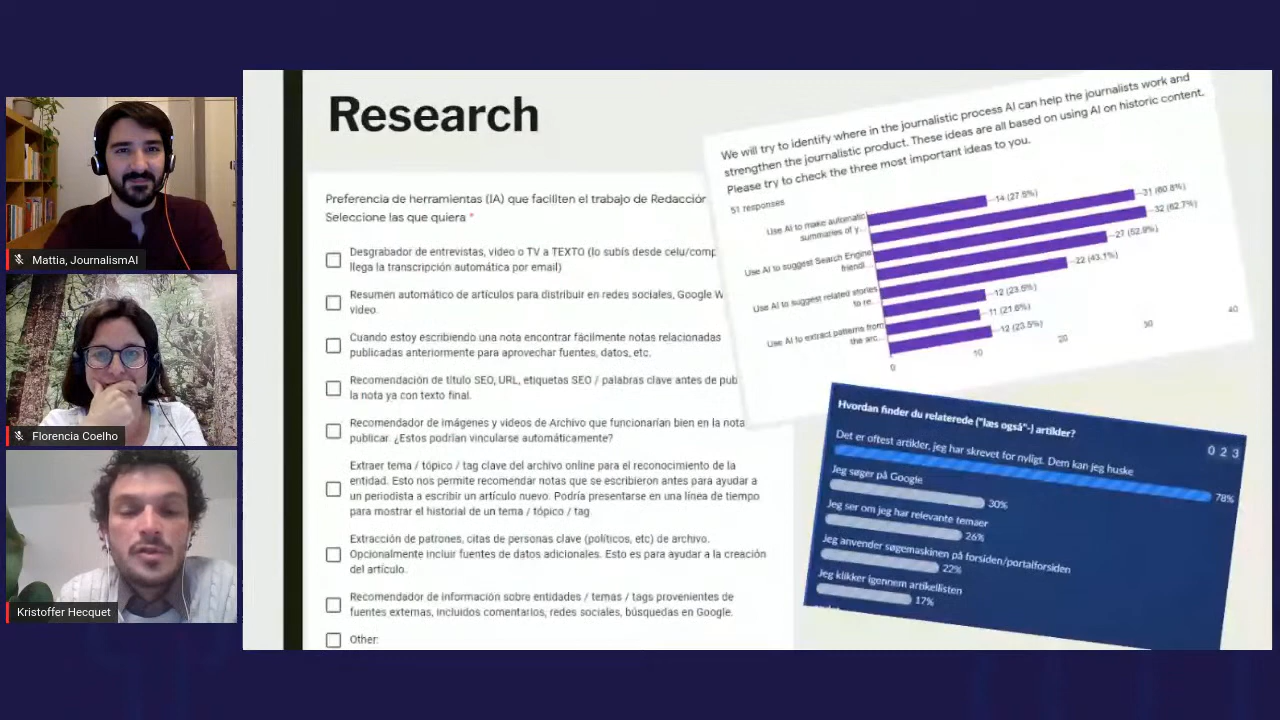 Mattia, JournalismAI
Florencia Coelho
Kristoffer Hecquet
Research
Preferencia de herramientas (IA) que faciliten el trabajo de Redacción
Seleccione las que quiera *
Desgrabador de entrevistas, video o TV a TEXTO (lo subís desde celu/comp
llega la transcripción automática por email)
Resumen automático de artículos para distribuir en redes sociales, Google W
video.
Cuando estoy escribiendo una nota encontrar fácilmente notas relacionadas
publicadas anteriormente para aprovechar fuentes, datos, etc.
Recomendación de título SEO, URL, etiquetas SEO / palabras clave antes de pub
la nota ya con texto final.
Recomendador de imágenes y videos de Archivo que funcionarían bien en la nota
publicar. ¿Estos podrían vincularse automáticamente?
Extraer tema / tópico / tag clave del archivo online para el reconocimiento de la
entidad. Esto nos permite recomendar notas que se escribieron antes para ayudar a
un periodista a escribir un artículo nuevo. Podría presentarse en una línea de tiempo
para mostrar el historial de un tema / tópico / tag
Extracción de patrones, citas de personas clave (políticos, etc) de archivo.
Opcionalmente incluir fuentes de datos adicionales. Esto es para ayudar a la creación
del artículo.
Recomendador de información sobre entidades / temas / tags provenientes de
fuentes externas, incluidos comentarios, redes sociales, búsquedas en Google.
Other:
We will try to identify where in the journalistic process AI can help the journalists work and
strengthen the journalistic product. These ideas are all based on using AI on historic content.
Please try to check the three most important ideas to you.
51 responses
Use AI to make automatic
summaries of y...
Use AI to suggest Search Engine
friendl...
Use AI to suggest related stories
to re...
Use AI to extract patterns from
the arc...
14 (27.5%)
31 (60.8%)
32 (62.7%)
27 (52.9%)
22 (43.1%)
12 (23.5%)
11 (21.6%)
12 (23.5%)
0
10
20
30
40
Hvordan finder du relaterede ("læs også"-) artikler?
0 2 3
Det er oftest artikler, jeg har skrevet for nyligt. Dem kan jeg huske
78%
Jeg søger på Google
30%
Jeg ser om jeg har relevante temaer
26%
Jeg anvender søgemaskinen på forsiden/portalforsiden
22%
Jeg klikker igennem artikellisten
17%